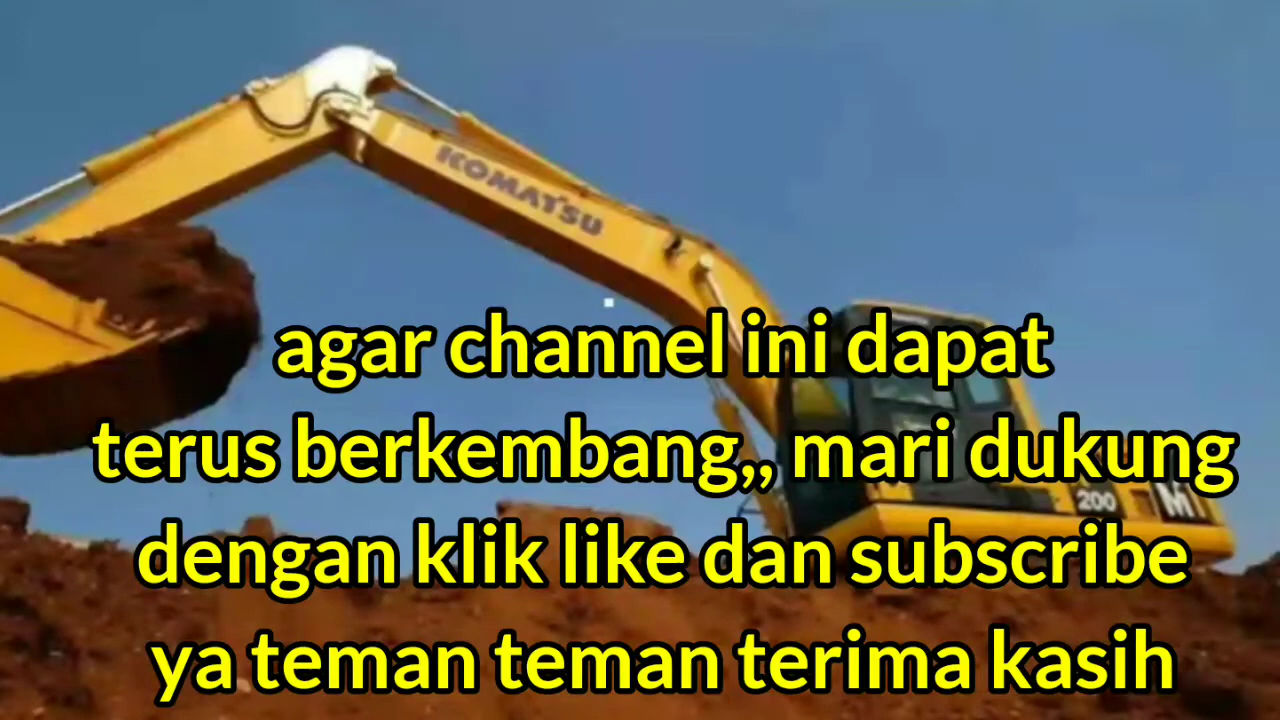 KOMATSU
agar channel ini dapat
terus berkembang,, mari dukung
200
dengan klik like dan subscribe
ya teman teman terima kasih